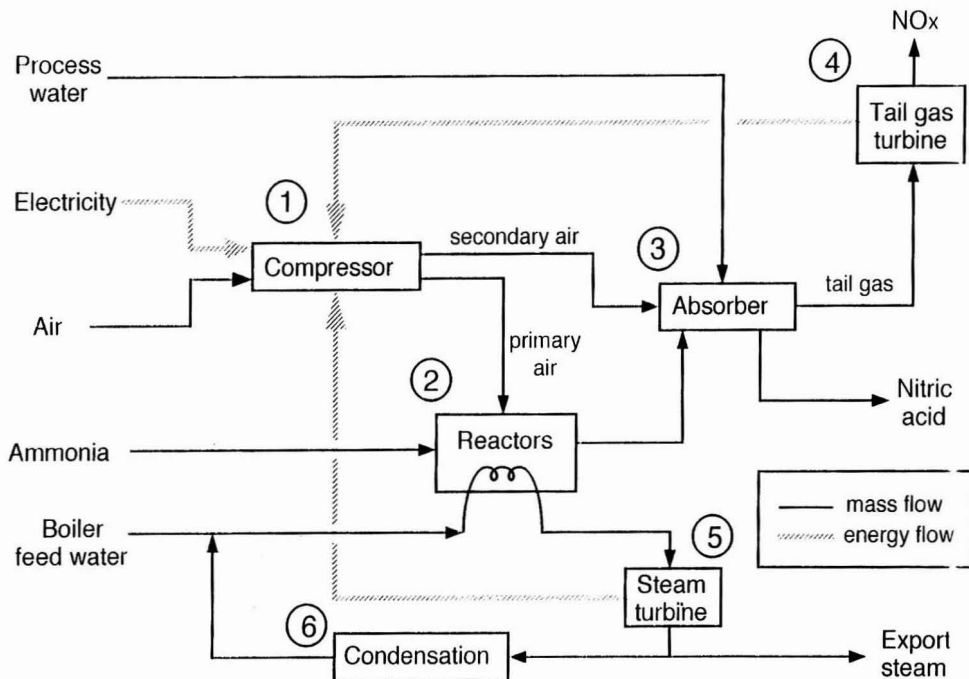 NOx
Process
water
4
Tail gas
turbine
Electricity
1
secondary air
3
Compressor
tail gas
Absorber
Air
primary
air
2
Nitric
acid
Reactors
Ammonia
mass flow
energy flow
Boiler
feed water
5
Steam
turbine
6
Condensation
Export
steam